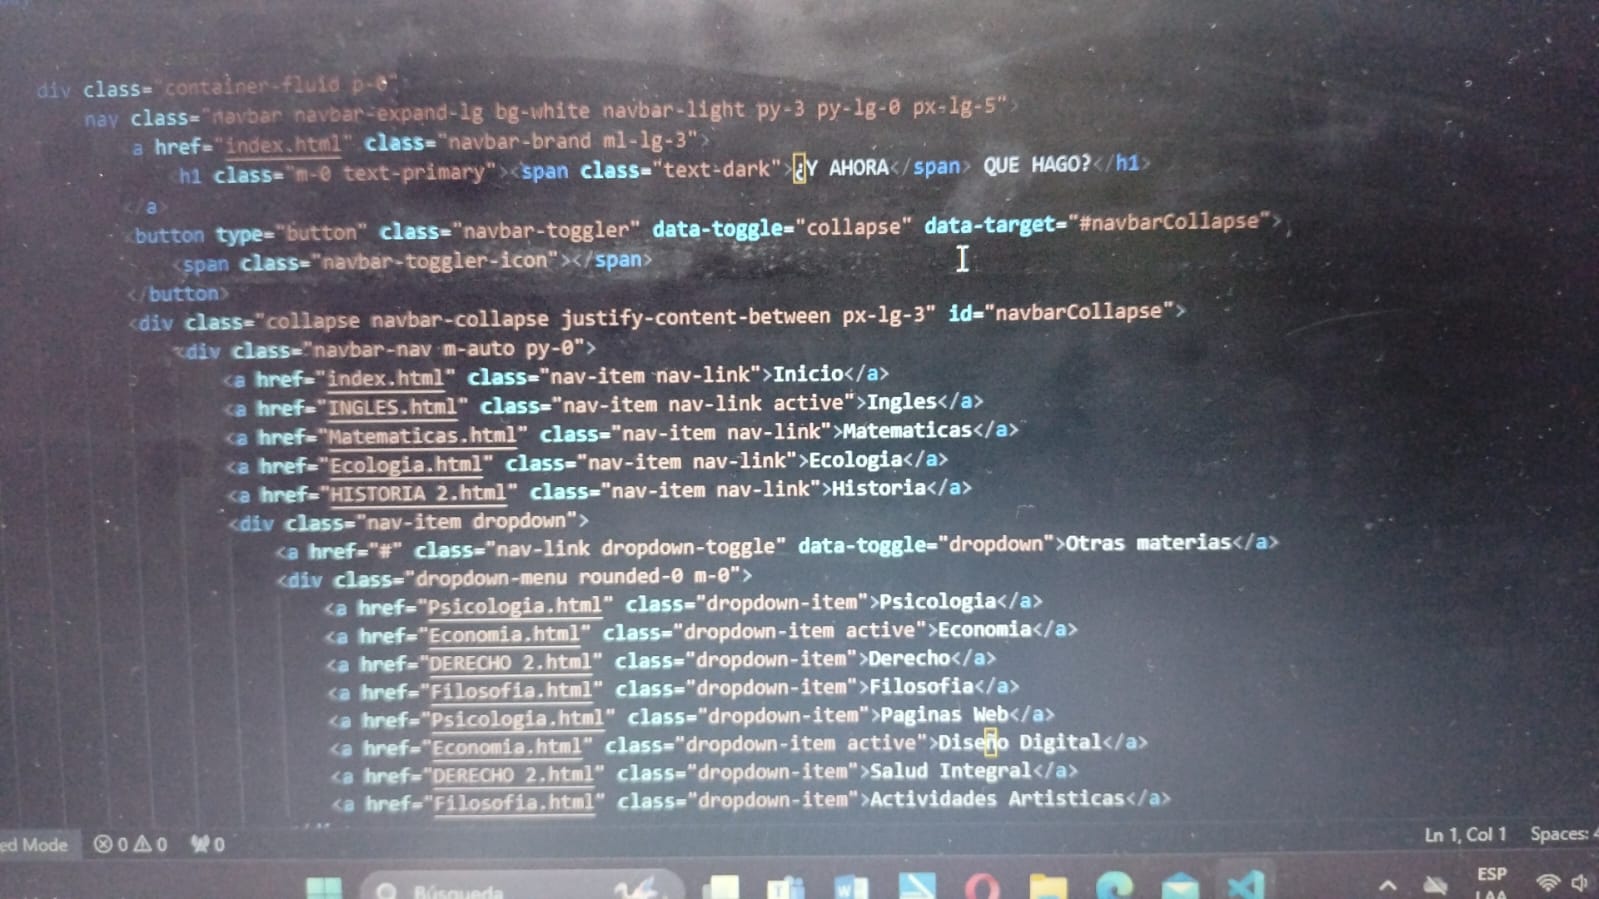 div class="container-fluid p-0"
nav class="navbar navbar-expand-lg bg-white navbar-light py-3 py-lg-0 px-lg-5">
a href="index.html" class="navbar-brand ml-lg-3">
<h1 class="m-0 text-primary"><span class="text-dark">¿Y AHORA</span> QUE HAGO?</h1>
</a>
<button type="button" class="navbar-toggler" data-toggle="collapse" data-target="#navbarCollapse">
<span class="navbar-toggler-icon"></span>
</button>
<div class="collapse navbar-collapse justify-content-between px-lg-3" id="navbarCollapse">
<div class="navbar-nav m-auto py-0">
<a href="index.html" class="nav-item nav-link">Inicio</a>
<a href="INGLES.html" class="nav-item nav-link active">Ingles</a>
<a href="Matematicas.html" class="nav-item nav-link">Matematicas</a>
<a href="Ecologia.html" class="nav-item nav-link">Ecologia</a>
<a href="HISTORIA 2.html" class="nav-item nav-link">Historia</a>
<div class="nav-item dropdown">
<a href="#" class="nav-link dropdown-toggle" data-toggle="dropdown">Otras materias</a>
<div class="dropdown-menu rounded-0 m-0">
<a href="Psicologia.html" class="dropdown-item">Psicologia</a>
<a href="Economia.html" class="dropdown-item active">Economia</a>
<a href="DERECHO 2.html" class="dropdown-item">Derecho</a>
<a href="Filosofia.html" class="dropdown-item">Filosofia</a>
<a href="Psicologia.html" class="dropdown-item">Paginas Web</a>
<a href="Economia.html" class="dropdown-item active">Diseño Digital</a>
<a href="DERECHO 2.html" class="dropdown-item">Salud Integral</a>
<a href="Filosofia.html" class="dropdown-item">Actividades Artisticas</a>
ed Mode 0 0 0 Ln 1, Col 1 Spaces: 4
Búsqueda ESP
LAA